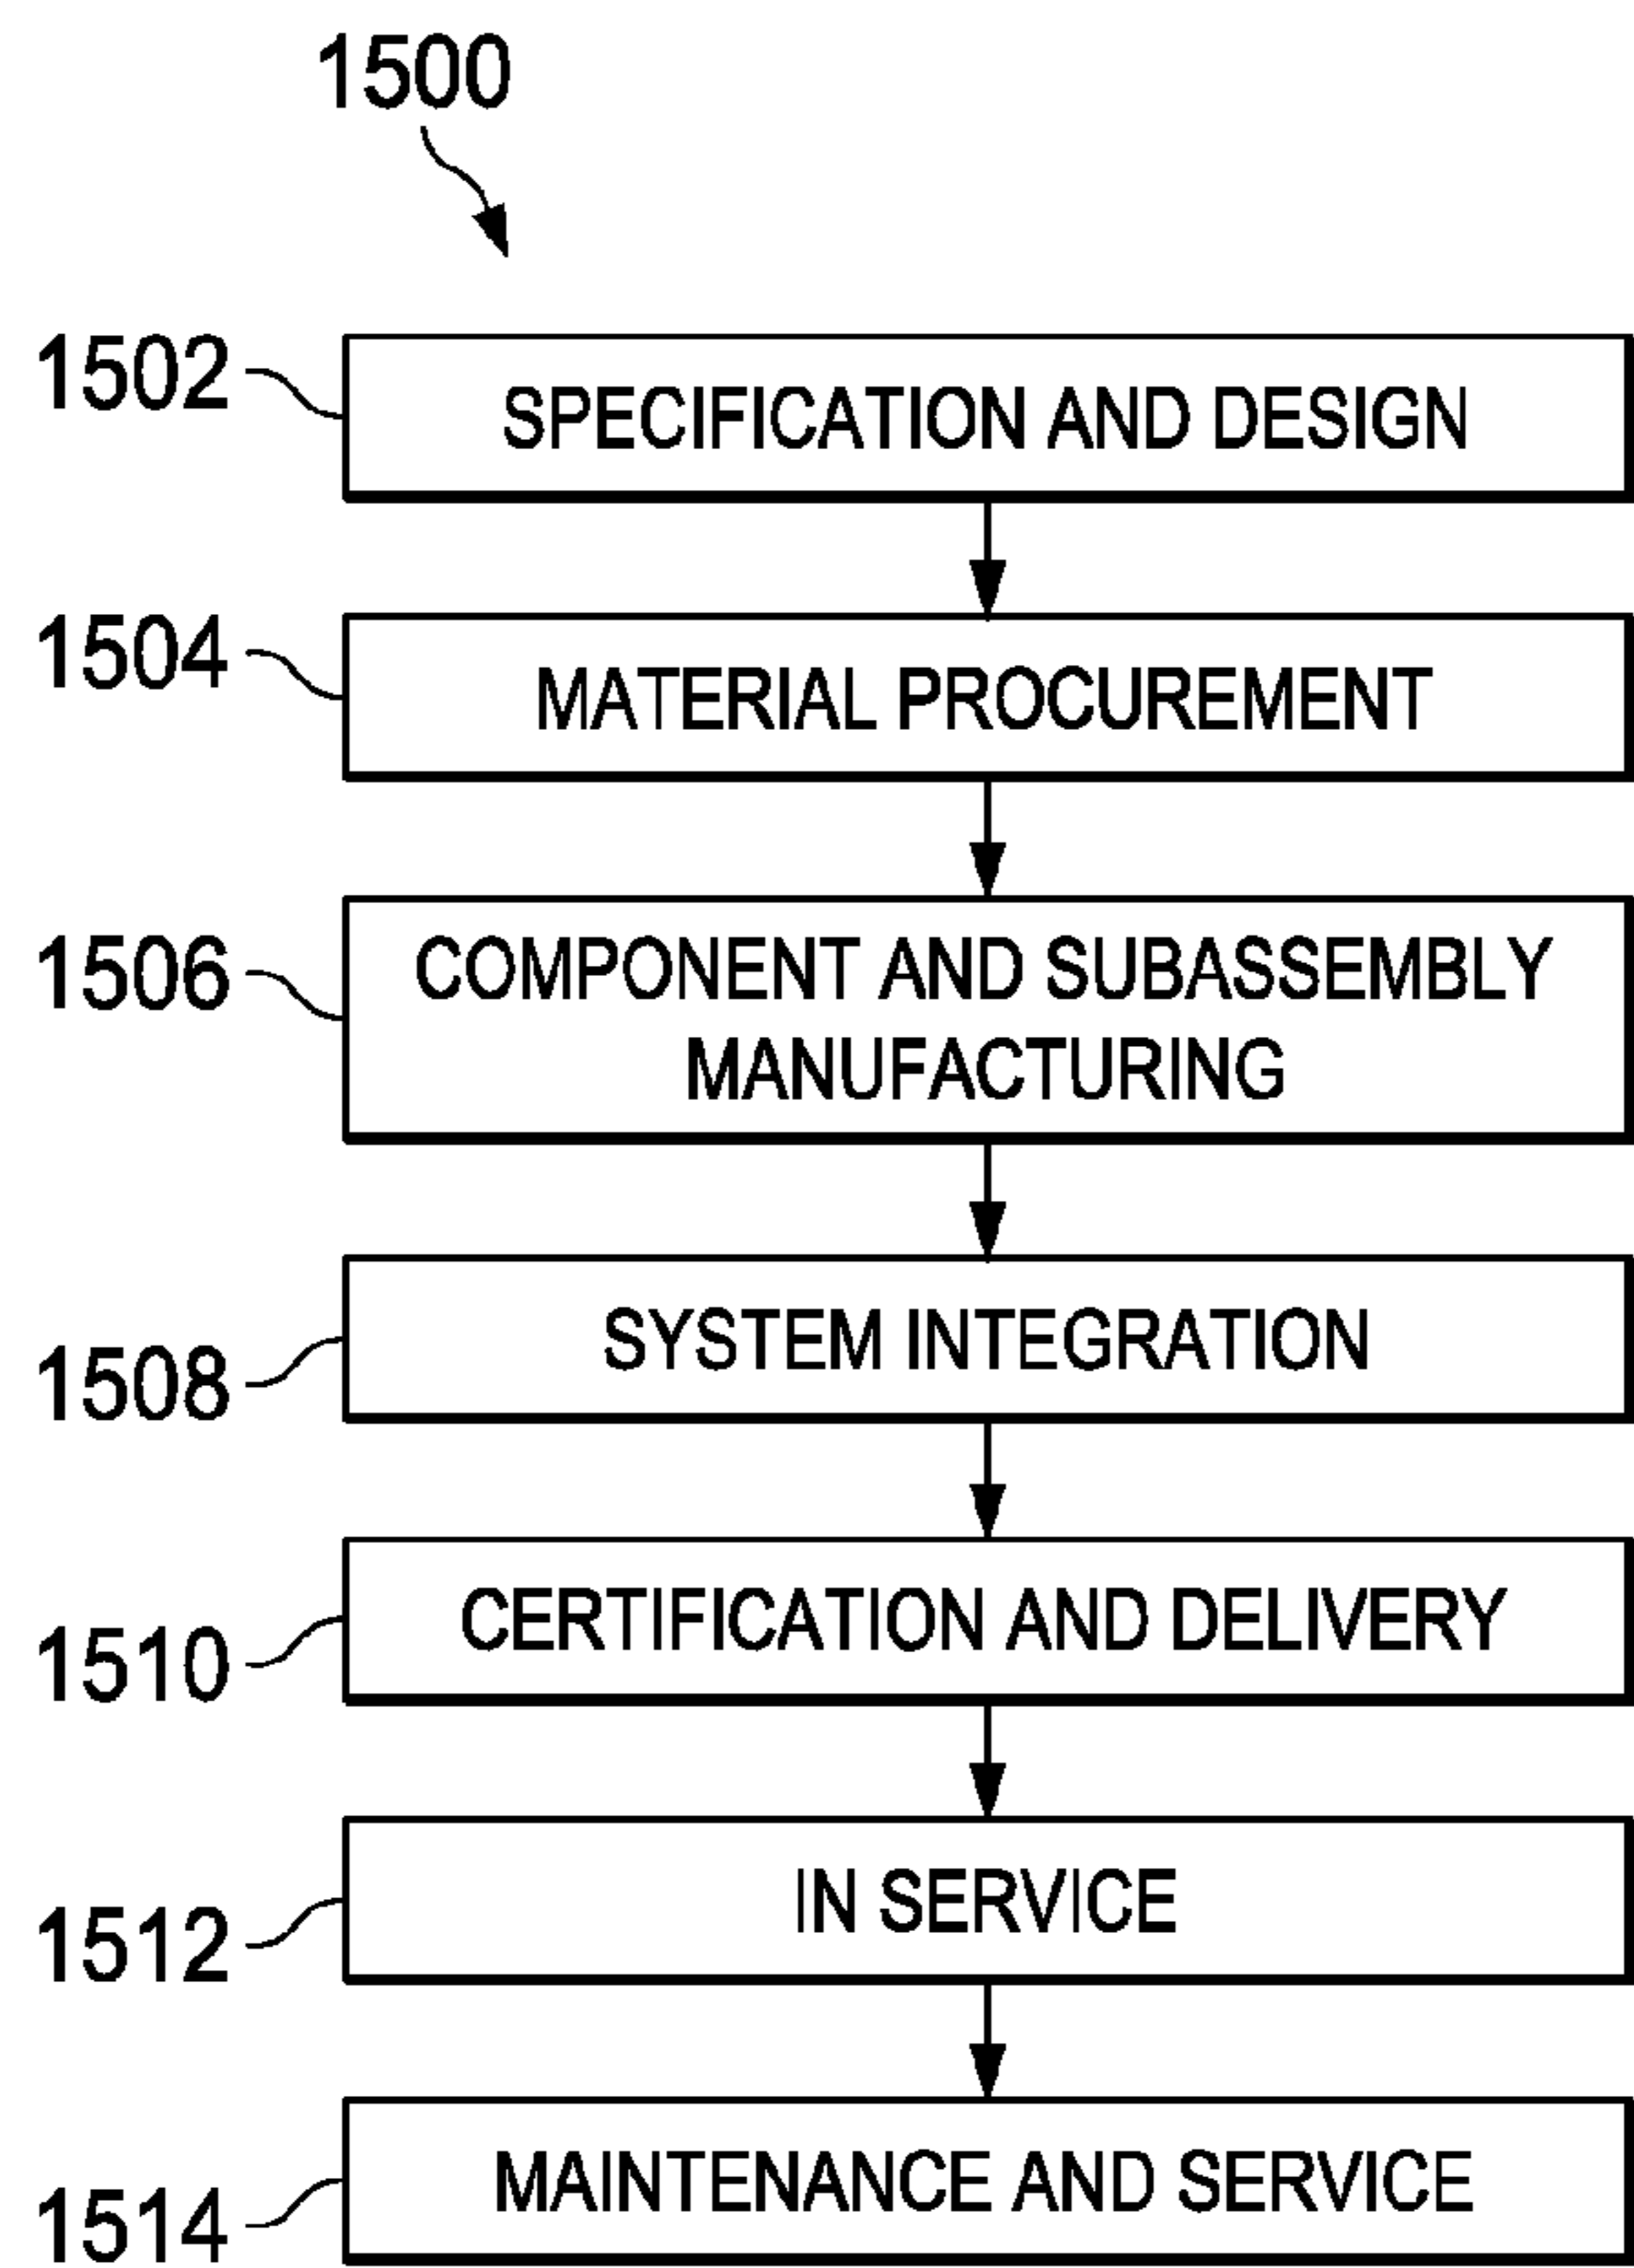 1500
1502
SPECIFICATION AND DESIGN
1504
MATERIAL PROCUREMENT
1506
COMPONENT AND SUBASSEMBLY
MANUFACTURING
1508
SYSTEM INTEGRATION
1510
CERTIFICATION AND DELIVERY
1512
IN SERVICE
1514
MAINTENANCE AND SERVICE